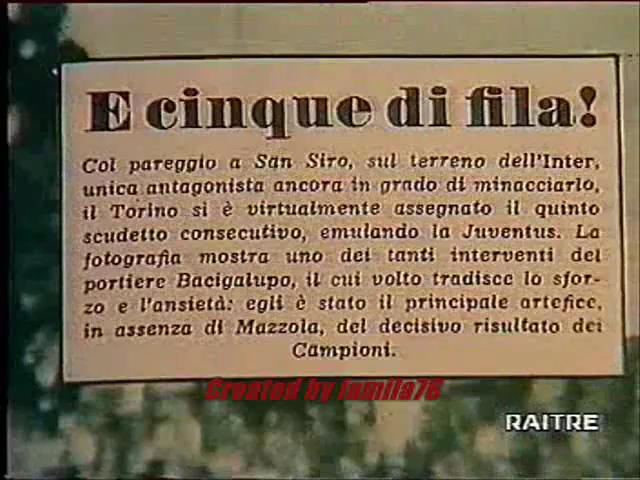 E cinque di fila!
Col pareggio a San Siro, sul terreno dell'Inter,
unica antagonista ancora in grado di minacciarlo,
il Torino si è virtualmente assegnato il quinto
scudetto consecutivo, emulando la Juventus. La
fotografia mostra uno dei tanti interventi del
portiere Bacigalupo, il cui volto tradisce lo sfor-
zo e l'ansietà: egli è stato il principale artefice,
in assenza di Mazzola, del decisivo risultato dei
Campioni.
Created by jamila76
RAITRE